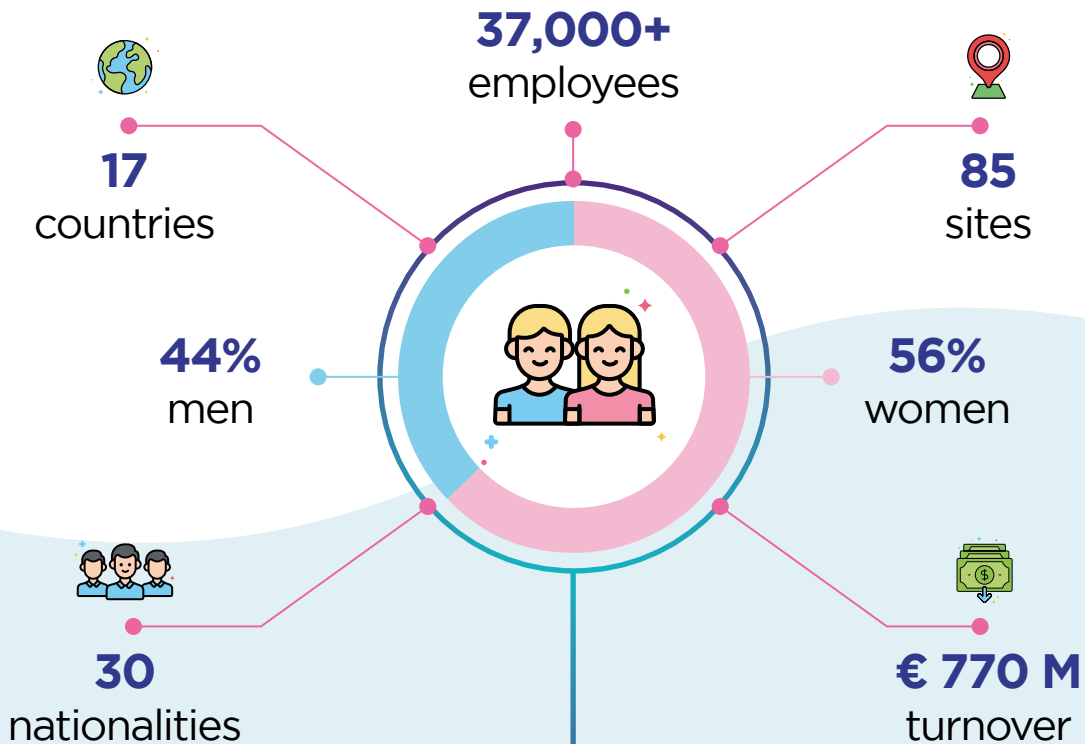 37,000+
employees
17
countries
85
sites
44%
men
56%
women
30
nationalities
€ 770 M
turnover